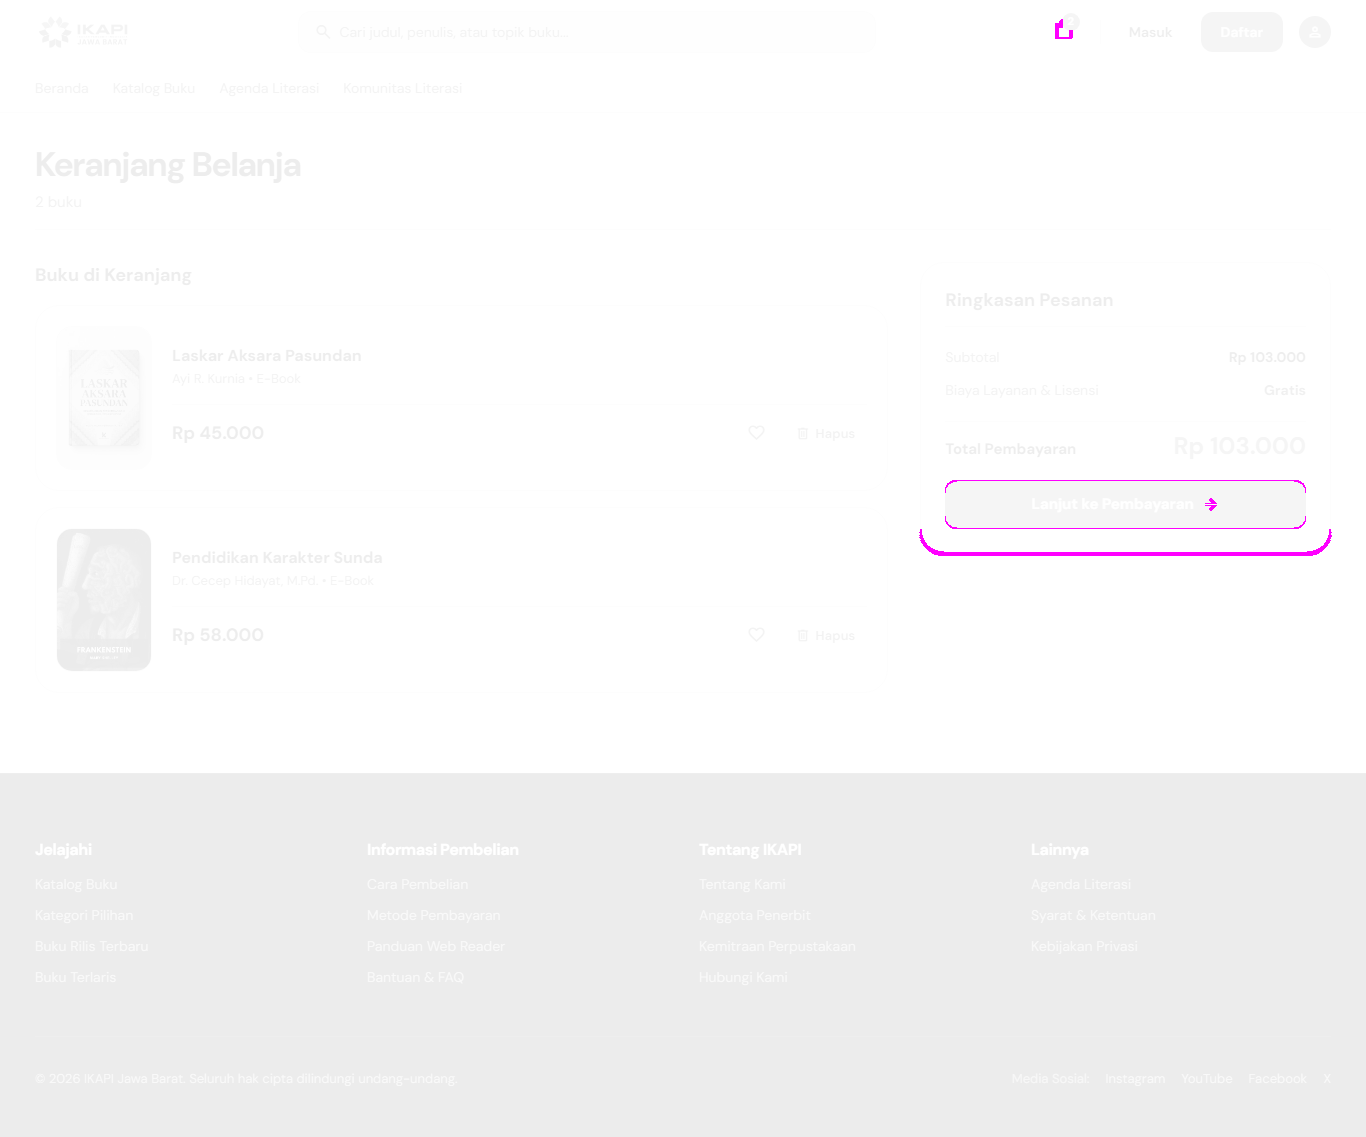 IKAPI
JAWA BARAT
Cari judul, penulis, atau topik buku...
Masuk
Daftar
Beranda
Katalog Buku
Agenda Literasi
Komunitas Literasi
Keranjang Belanja
2 buku
Buku di Keranjang
LASKAR
AKSARA
PASUNDAN
Laskar Aksara Pasundan
Ayi R. Kurnia • E-Book
Rp 45.000
Hapus
FRANKENSTEIN
Pendidikan Karakter Sunda
Dr. Cecep Hidayat, M.Pd. • E-Book
Rp 58.000
Hapus
Ringkasan Pesanan
Subtotal
Rp 103.000
Biaya Layanan & Lisensi
Gratis
Total Pembayaran
Rp 103.000
Lanjut ke Pembayaran
Jelajahi
Katalog Buku
Kategori Pilihan
Buku Rilis Terbaru
Buku Terlaris
Informasi Pembelian
Cara Pembelian
Metode Pembayaran
Panduan Web Reader
Bantuan & FAQ
Tentang IKAPI
Tentang Kami
Anggota Penerbit
Kemitraan Perpustakaan
Hubungi Kami
Lainnya
Agenda Literasi
Syarat & Ketentuan
Kebijakan Privasi
© 2026 IKAPI Jawa Barat. Seluruh hak cipta dilindungi undang-undang.
Media Sosial:
Instagram
YouTube
Facebook
X